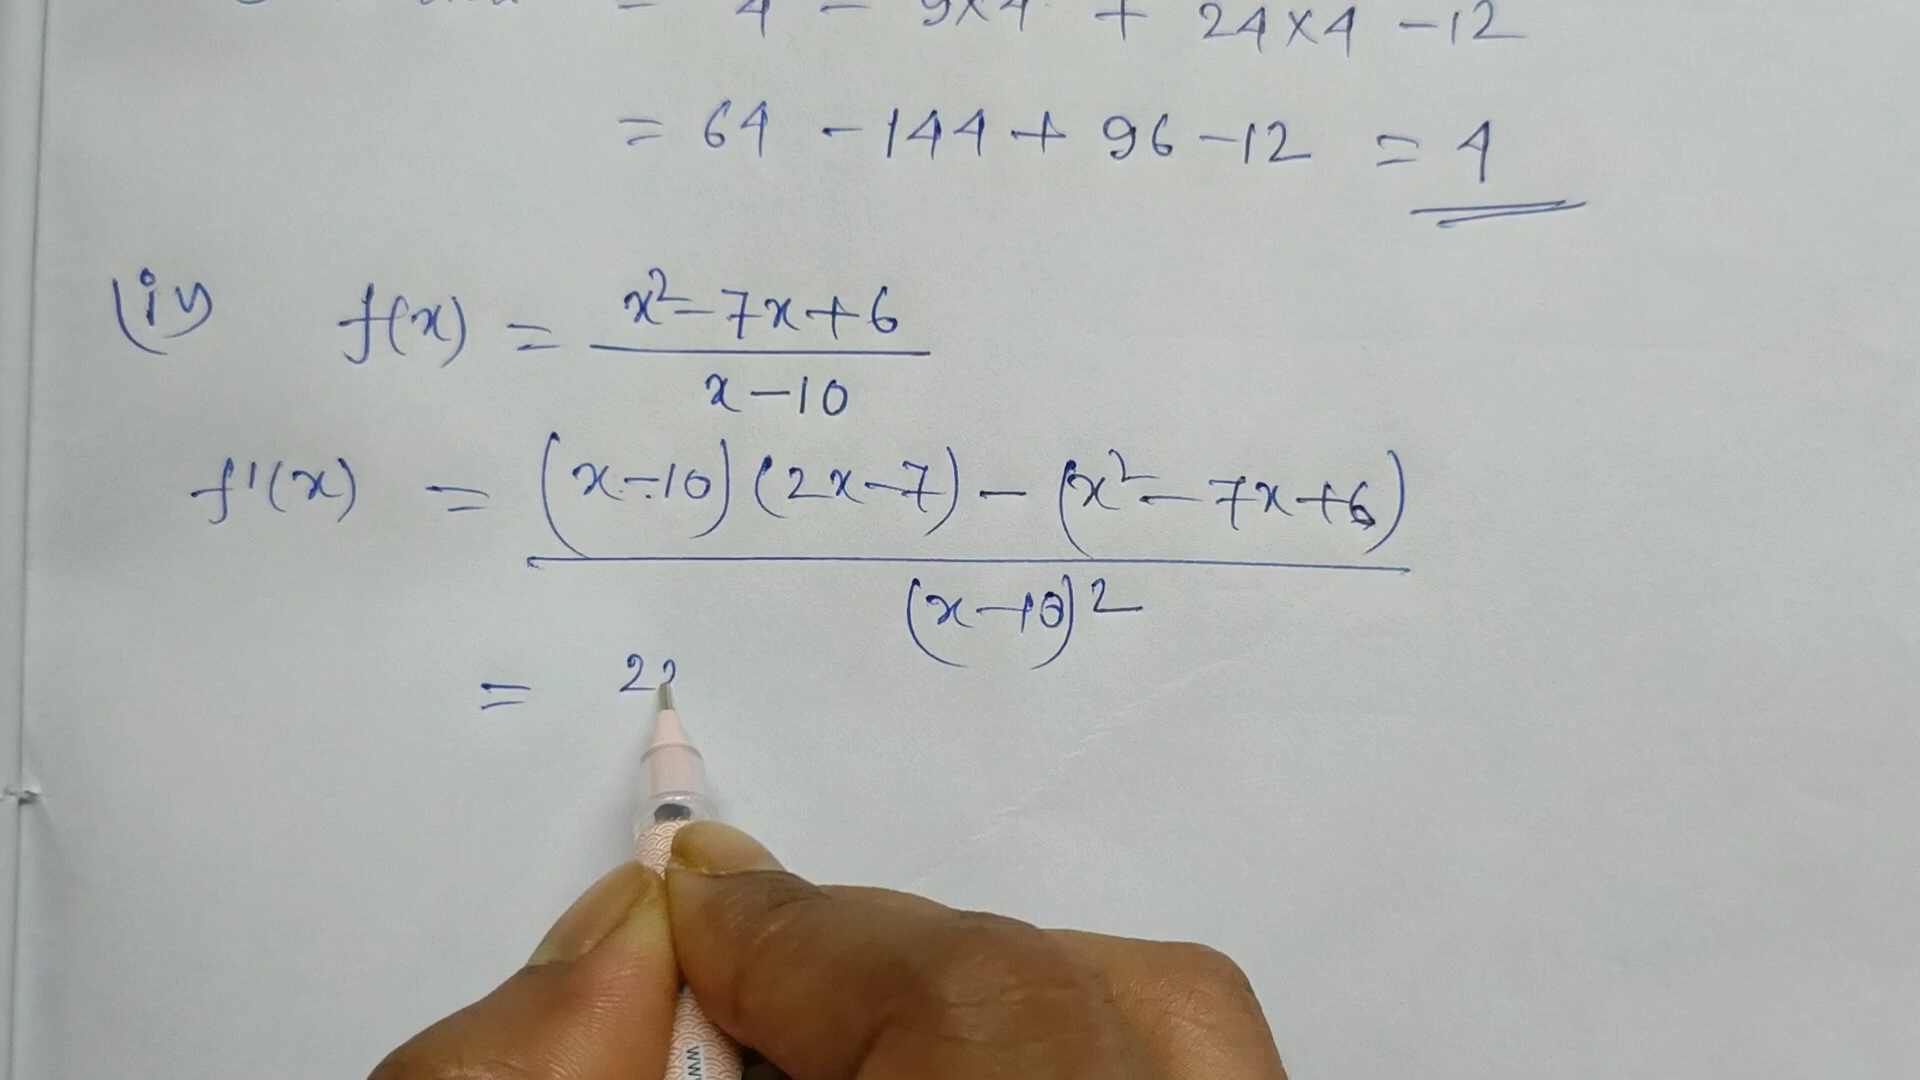 = 4 - 9×4 + 24×4 - 12
= 64 - 144 + 96 - 12 = 4
(iv) f(x) = x² - 7x + 6 / x - 10
f'(x) = (x - 10)(2x - 7) - (x² - 7x + 6) / (x - 10)²
= 2